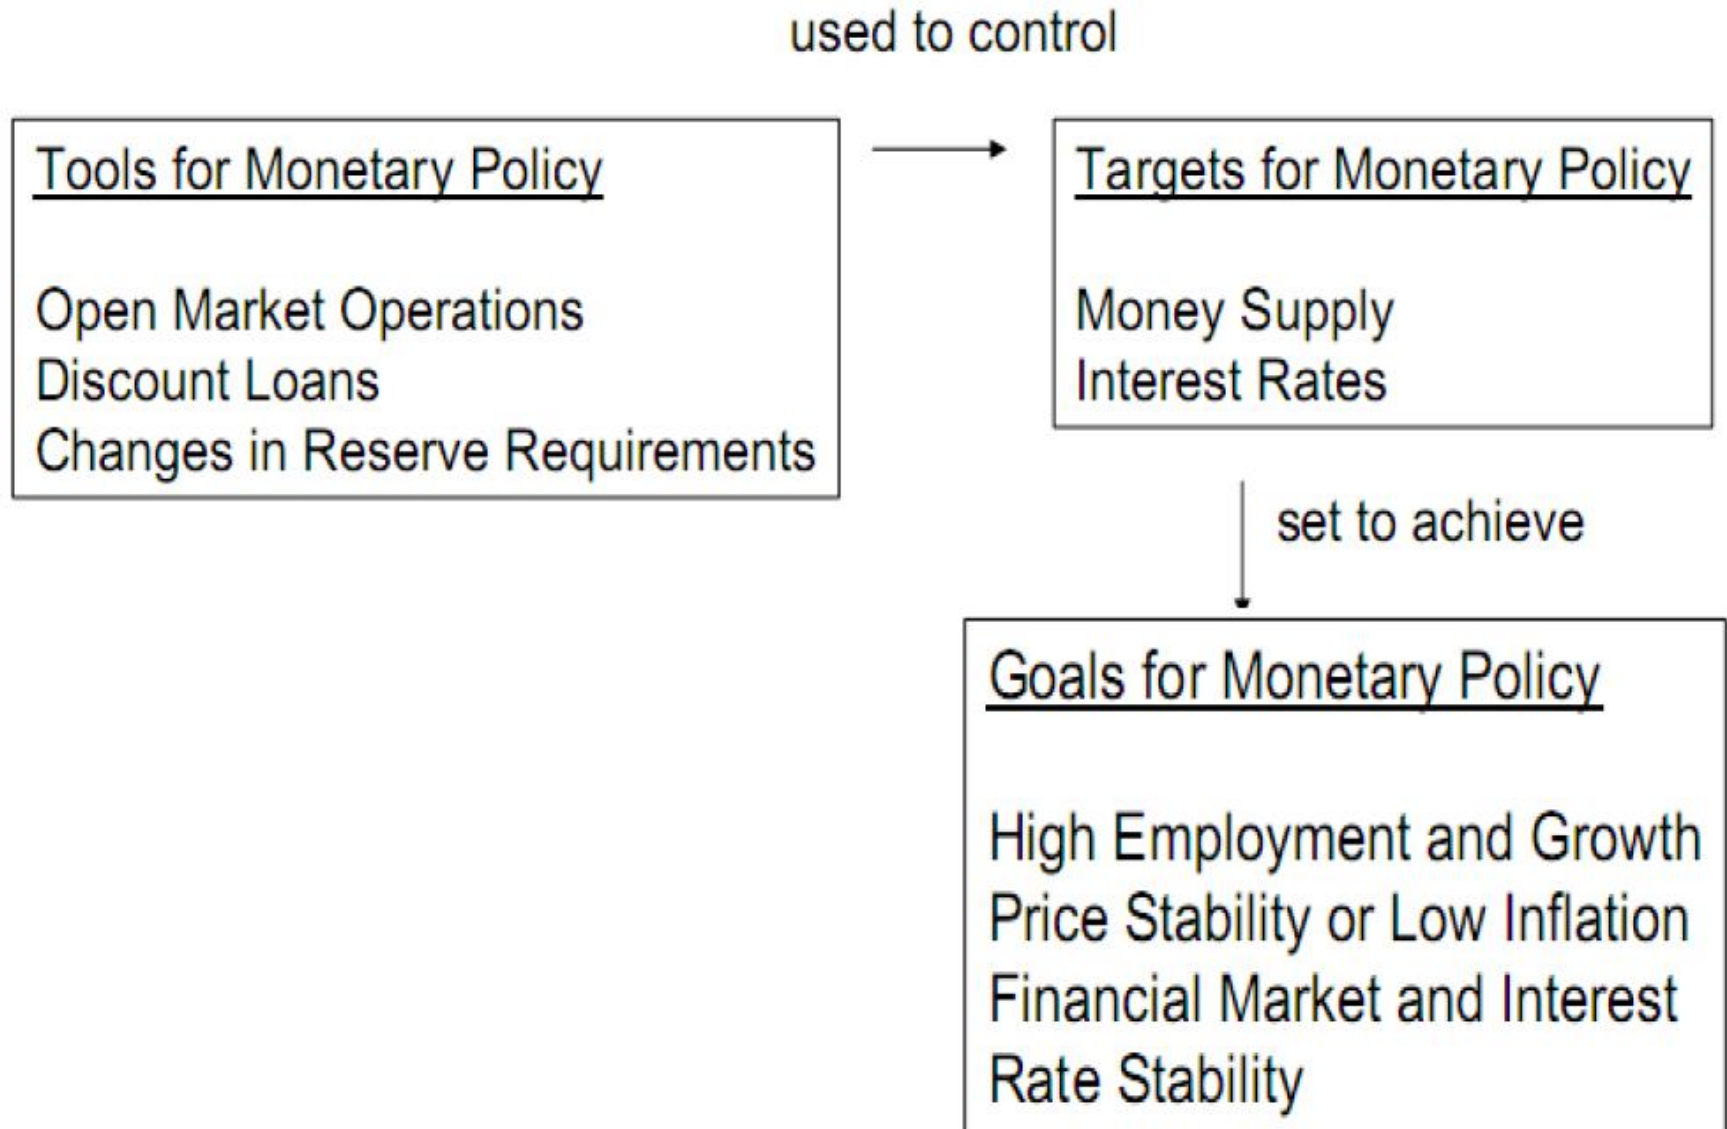 used to control
Tools for Monetary Policy
Open Market Operations
Discount Loans
Changes in Reserve Requirements
Targets for Monetary Policy
Money Supply
Interest Rates
set to achieve
Goals for Monetary Policy
High Employment and Growth
Price Stability or Low Inflation
Financial Market and Interest
Rate Stability